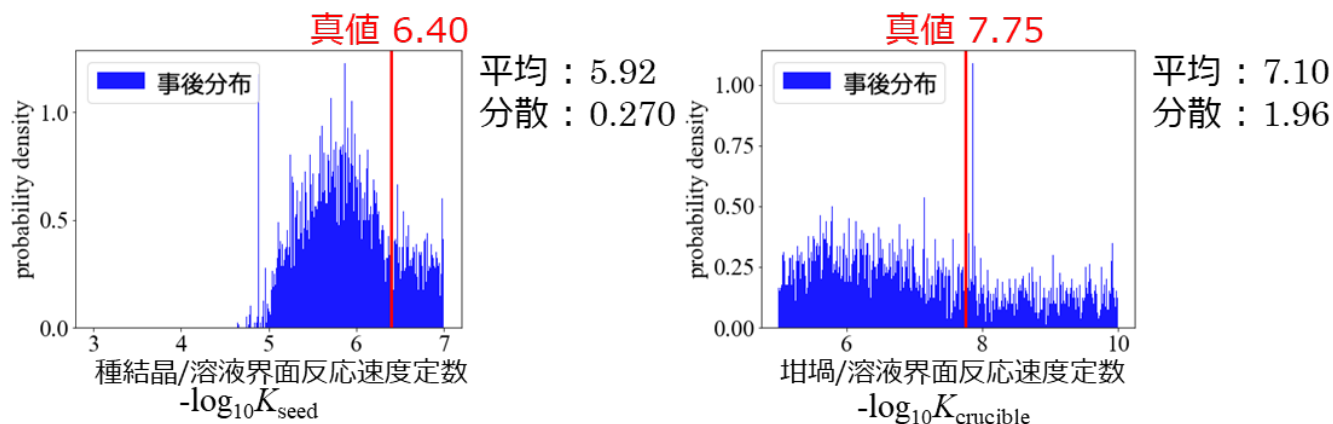 真値 6.40
平均：5.92
分散：0.270
事後分布
probability density
1.0
0.5
0.0
3 4 5 6 7
種結晶/溶液界面反応速度定数
-log₁₀Kseed
真値 7.75
平均：7.10
分散：1.96
事後分布
probability density
1.00
0.75
0.50
0.25
0.00
6 8 10
坩堝/溶液界面反応速度定数
-log₁₀Kcrucible